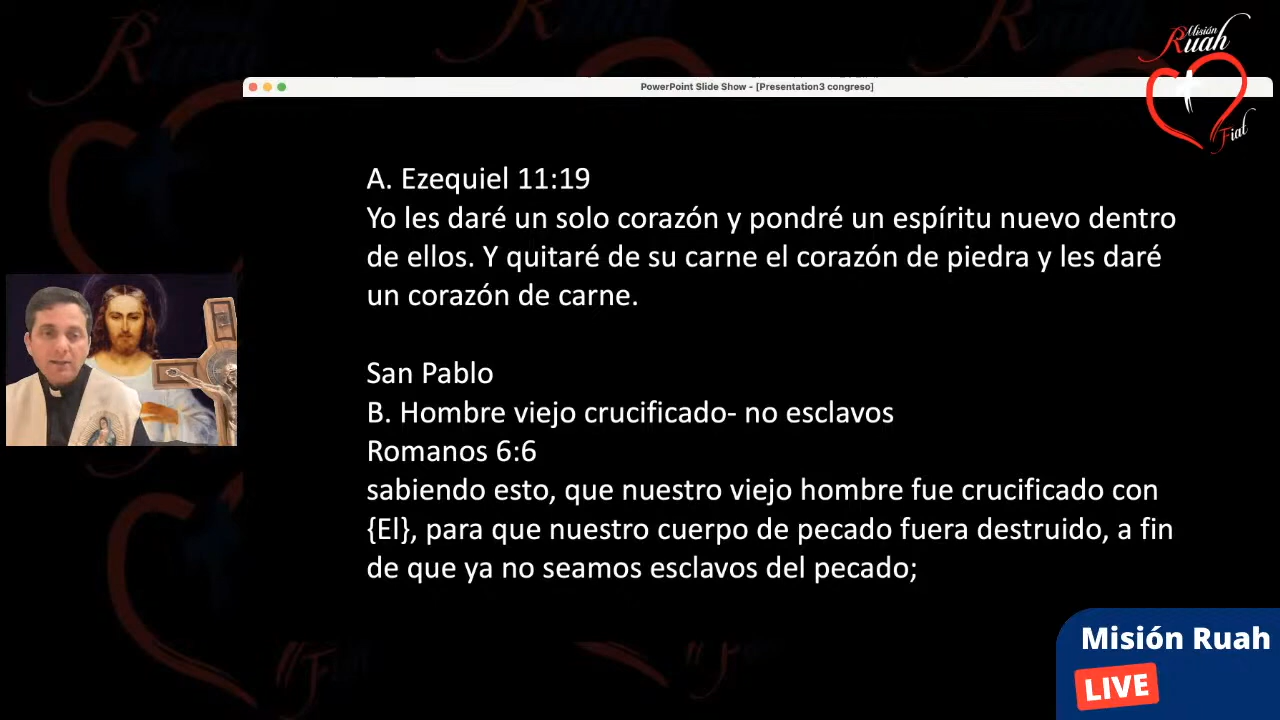 Misión
Ruah
Fiat
PowerPoint Slide Show - [Presentation3 congreso]
A. Ezequiel 11:19
Yo les daré un solo corazón y pondré un espíritu nuevo dentro
de ellos. Y quitaré de su carne el corazón de piedra y les daré
un corazón de carne.
San Pablo
B. Hombre viejo crucificado- no esclavos
Romanos 6:6
sabiendo esto, que nuestro viejo hombre fue crucificado con
{El}, para que nuestro cuerpo de pecado fuera destruido, a fin
de que ya no seamos esclavos del pecado;
Misión Ruah
LIVE